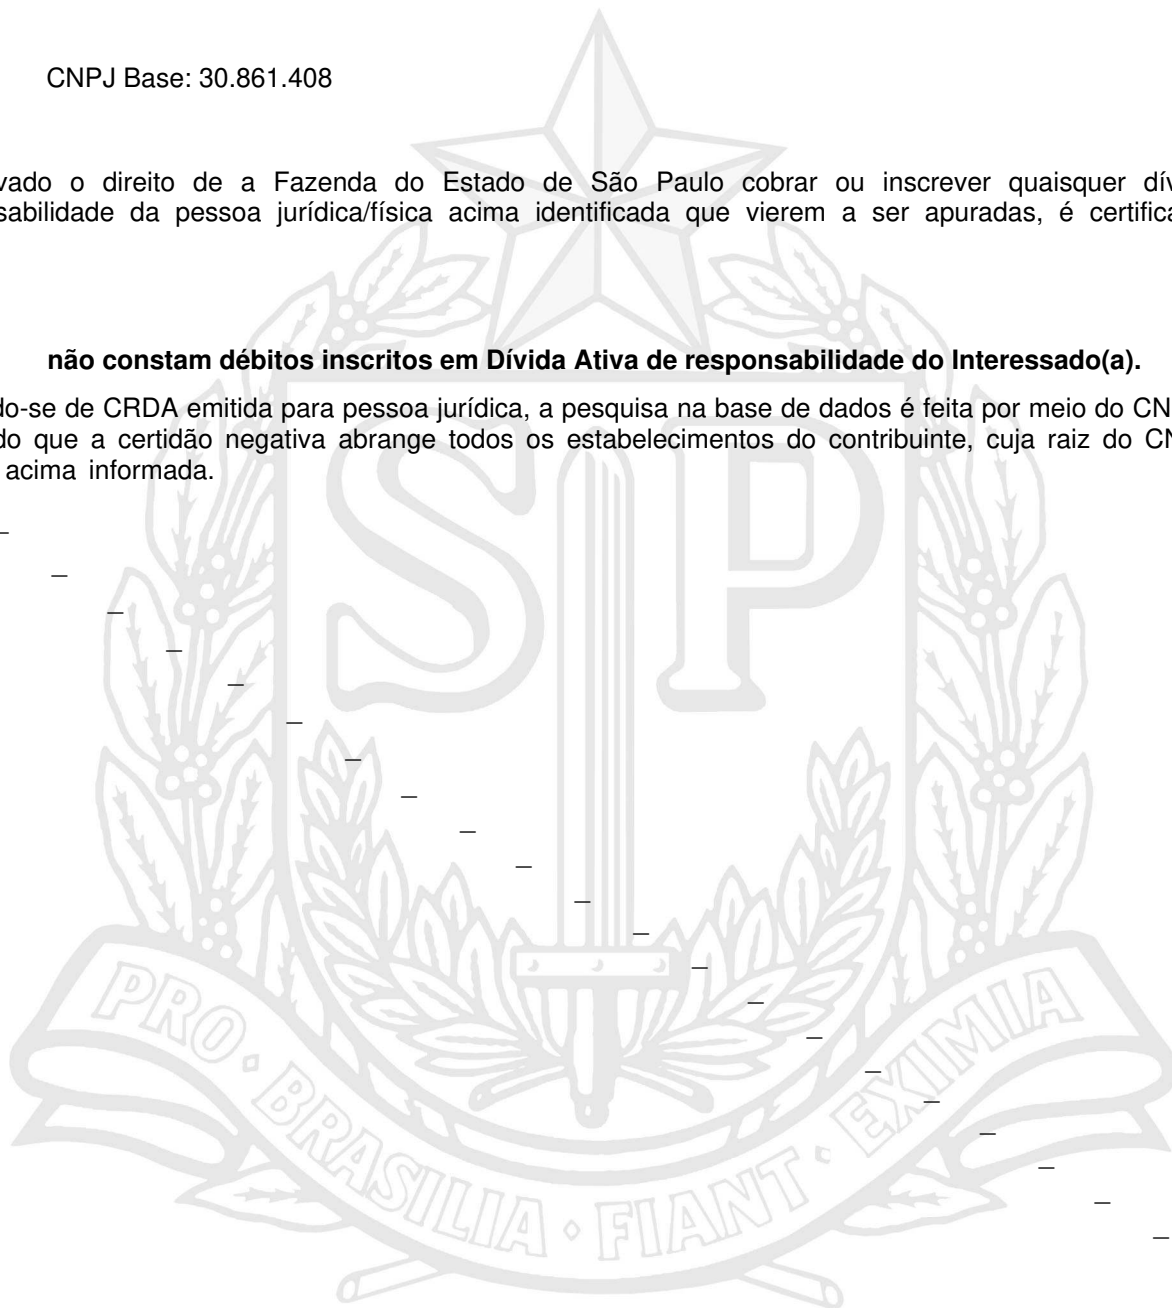 CNPJ Base: 30.861.408
vado o direito de a Fazenda do Estado de São Paulo cobrar ou inscrever quaisquer dív
sabilidade da pessoa jurídica/física acima identificada que vierem a ser apuradas, é certifica
não constam débitos inscritos em Dívida Ativa de responsabilidade do Interessado(a).
do-se de CRDA emitida para pessoa jurídica, a pesquisa na base de dados é feita por meio do CN
do que a certidão negativa abrange todos os estabelecimentos do contribuinte, cuja raiz do CN
acima informada.
SP
PRO • BRASILIA • FIANT • EXIMIA